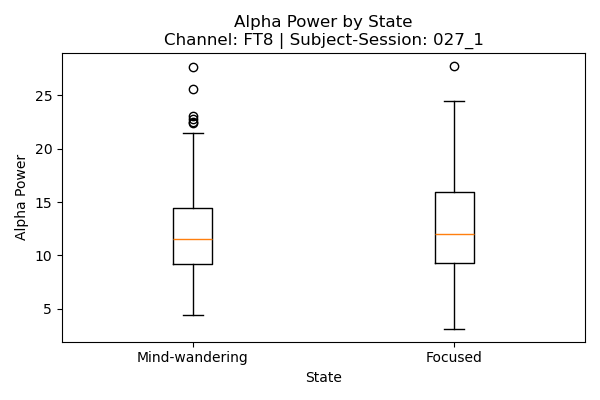 Alpha Power by State
Channel: FT8 | Subject-Session: 027_1
Alpha Power
25
20
15
10
5
Mind-wandering
Focused
State